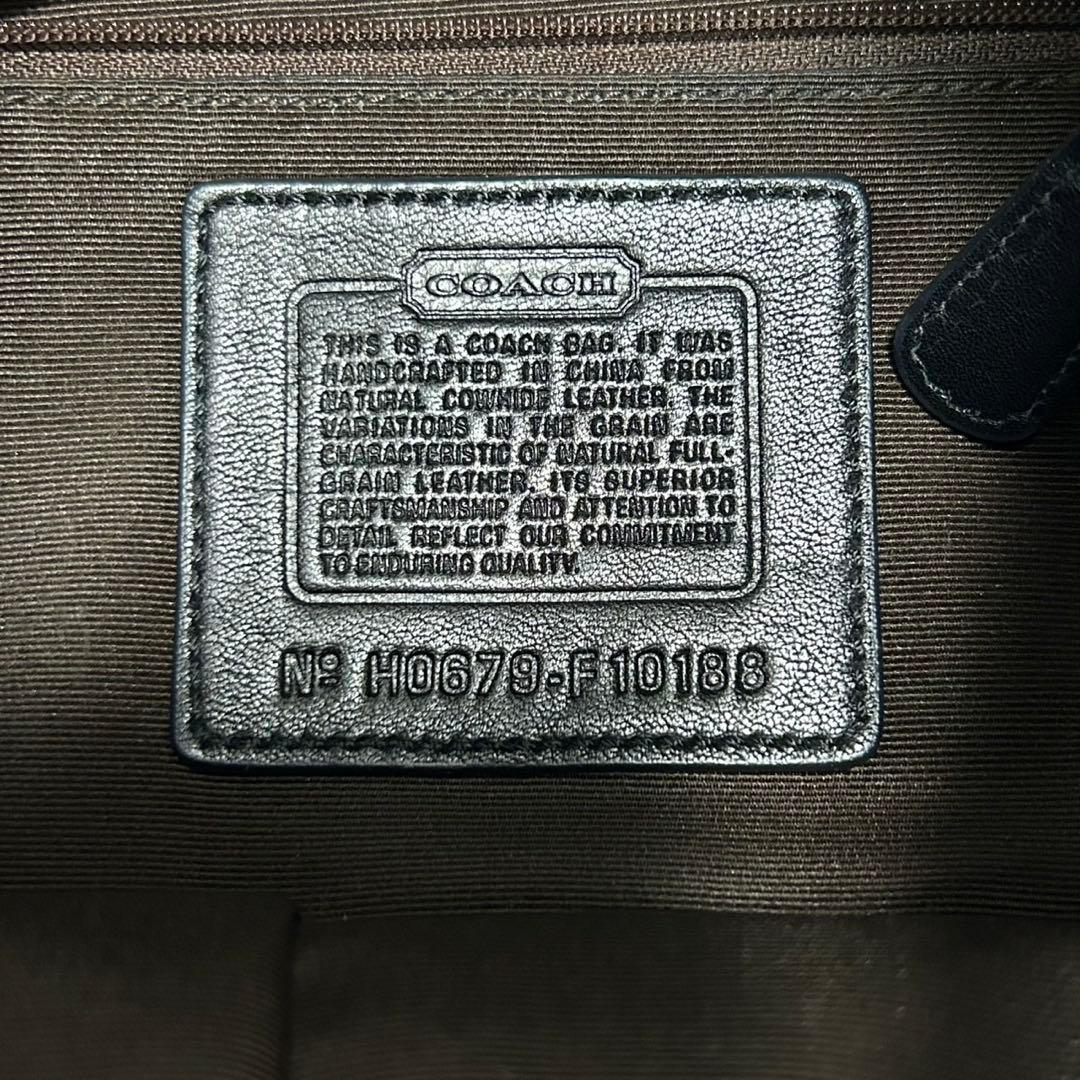 COACH
THIS IS A COACH BAG. IT WAS
HANDCRAFTED IN CHINA FROM
NATURAL COWHIDE LEATHER. THE
VARIATIONS IN THE GRAIN ARE
CHARACTERISTIC OF NATURAL FULL-
GRAIN LEATHER. ITS SUPERIOR
CRAFTSMANSHIP AND ATTENTION TO
DETAIL REFLECT OUR COMMITMENT
TO ENDURING QUALITY.
Nº H0679-F10188